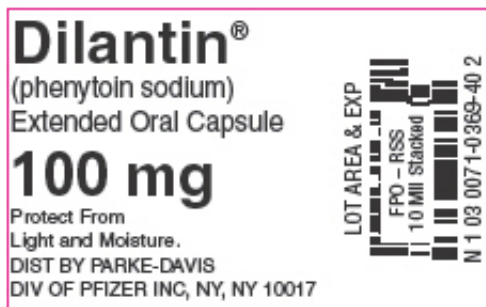 Dilantin®
(phenytoin sodium)
Extended Oral Capsule
100 mg
Protect From
Light and Moisture.
DIST BY PARKE-DAVIS
DIV OF PFIZER INC, NY, NY 10017
LOT AREA & EXP
FPO - RSS
10 Mil Stacked
N 1 03 0071-0369-40 2